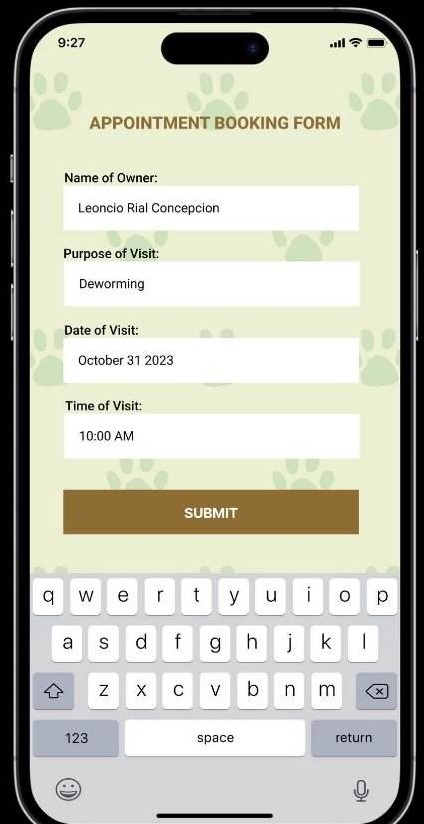 9:27
APPOINTMENT BOOKING FORM
Name of Owner:
Leoncio Rial Concepcion
Purpose of Visit:
Deworming
Date of Visit:
October 31 2023
Time of Visit:
10:00 AM
SUBMIT
q w e r t y u i o p
a s d f g h j k l
z x c v b n m
123 space return